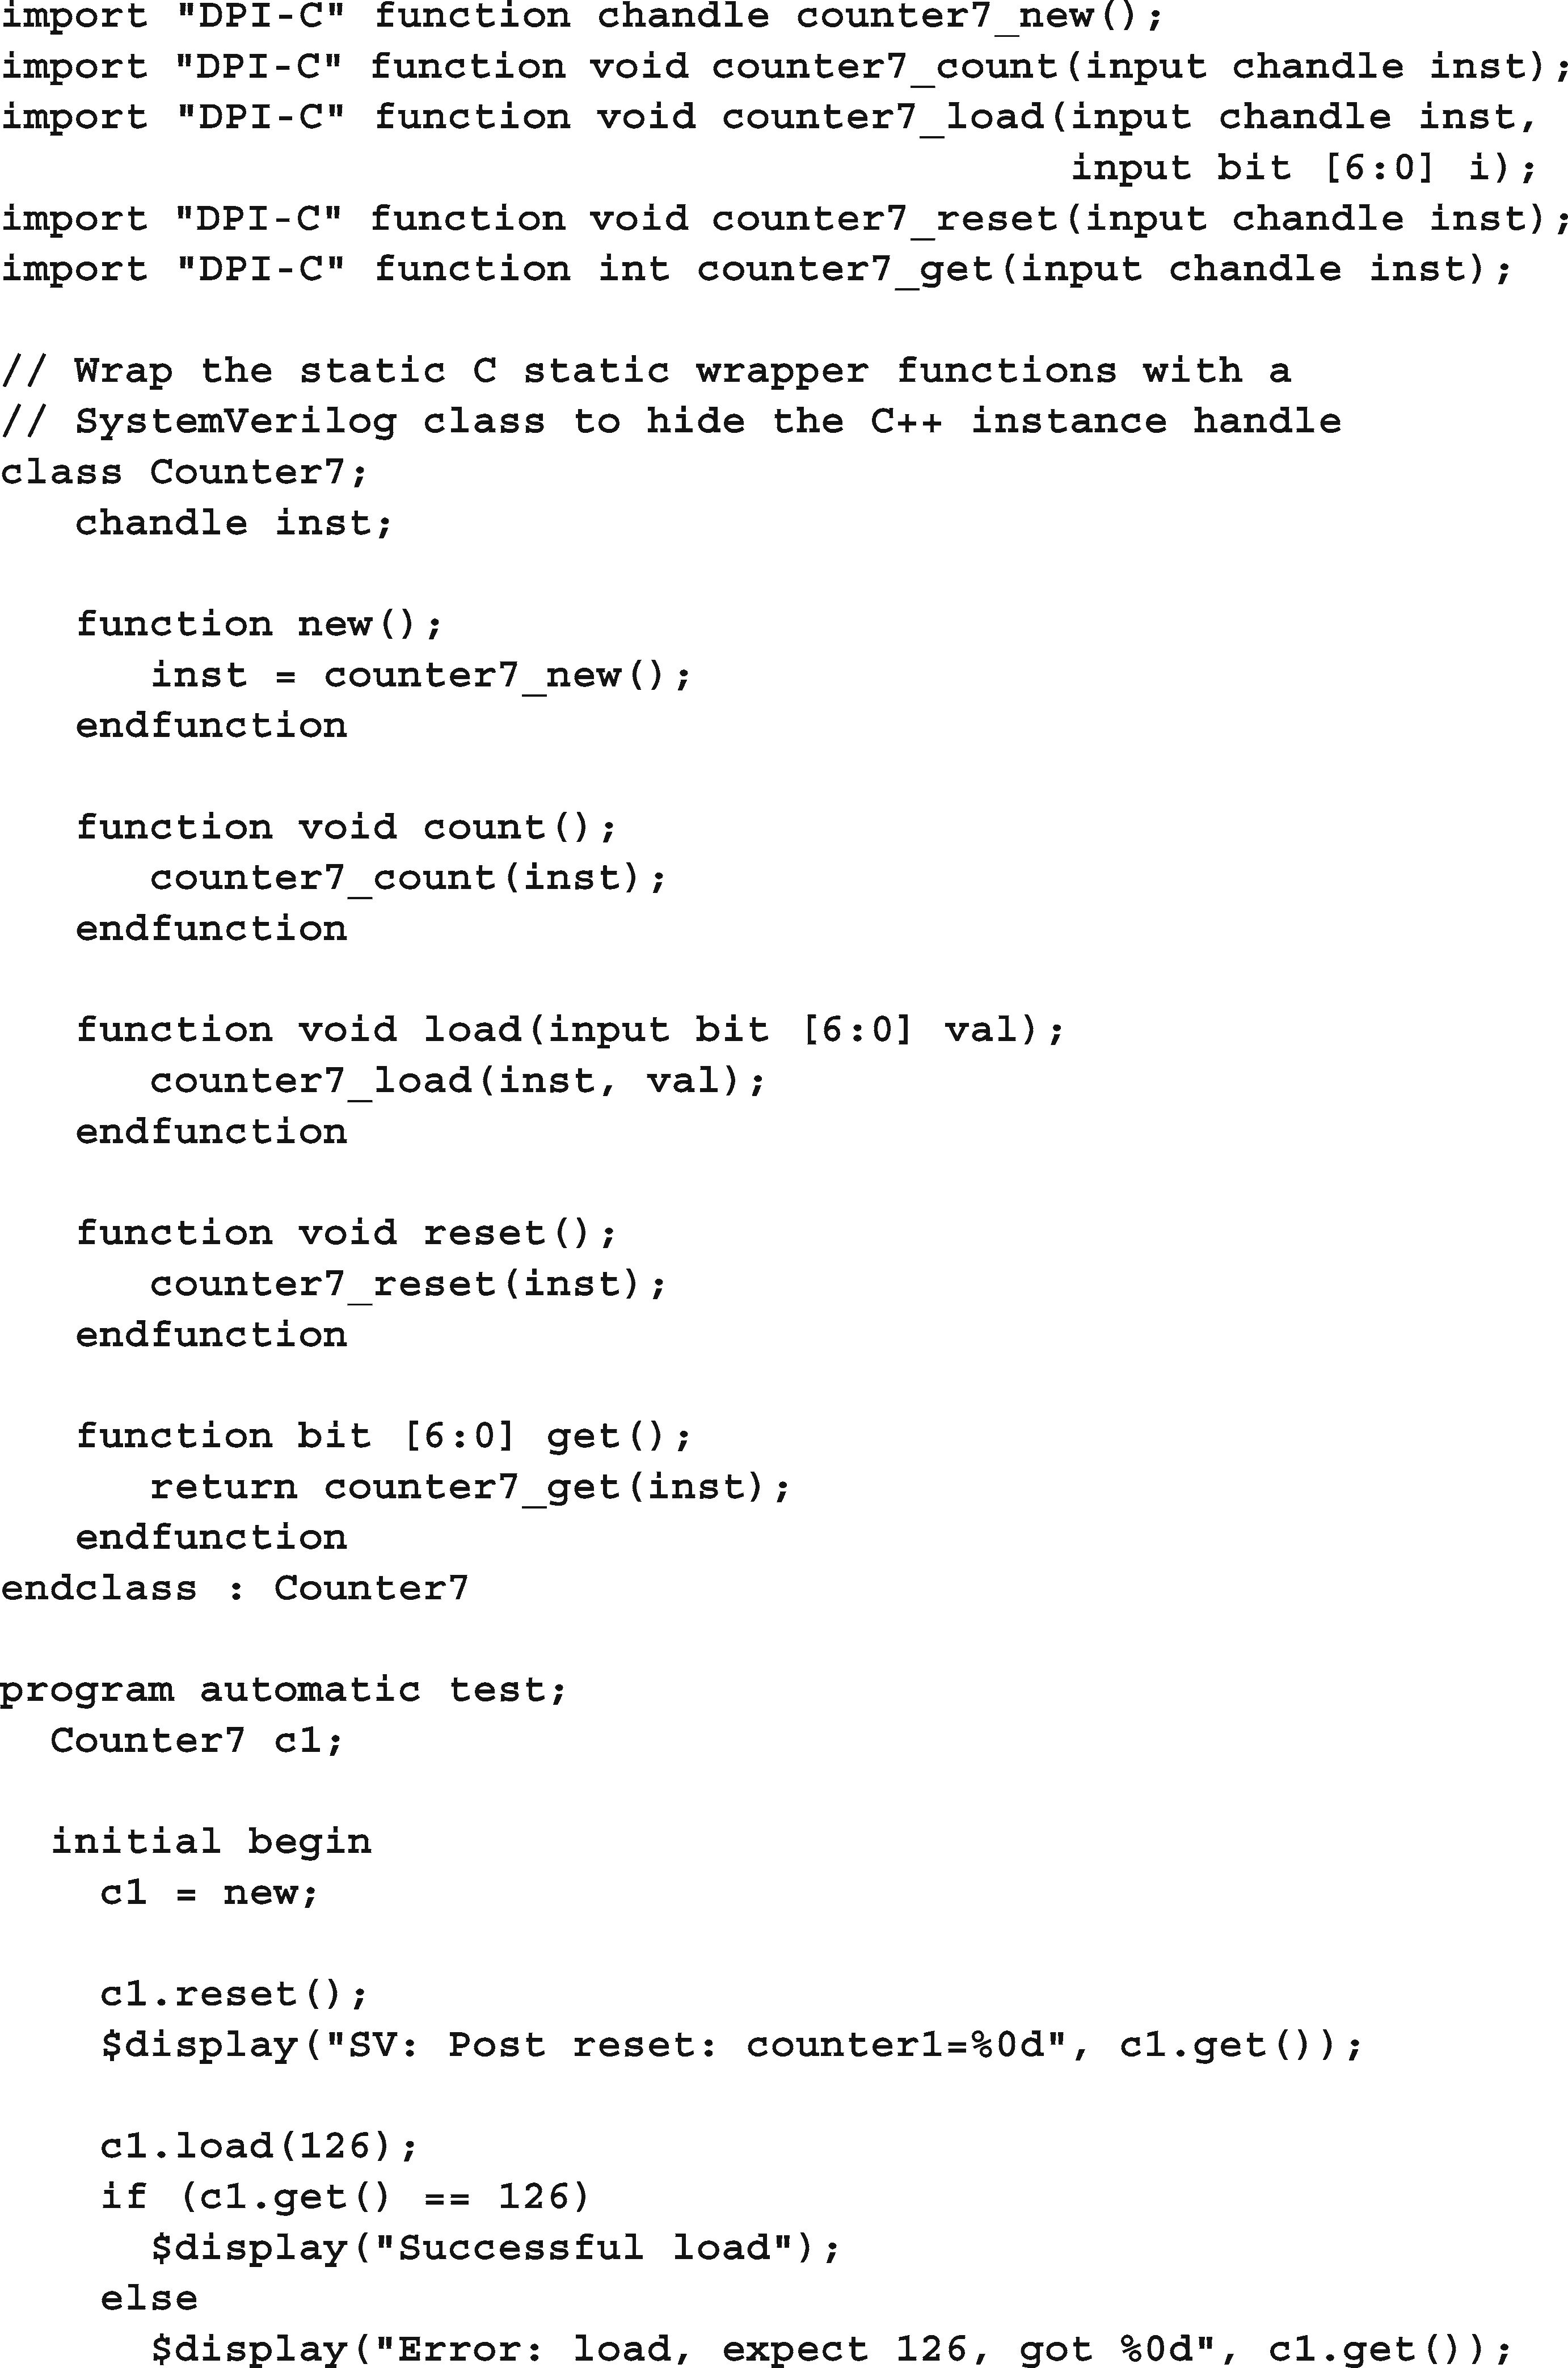 import "DPI-C" function chandle counter7_new();
import "DPI-C" function void counter7_count(input chandle inst);
import "DPI-C" function void counter7_load(input chandle inst,
                                           input bit [6:0] i);
import "DPI-C" function void counter7_reset(input chandle inst);
import "DPI-C" function int counter7_get(input chandle inst);

// Wrap the static C static wrapper functions with a
// SystemVerilog class to hide the C++ instance handle
class Counter7;
   chandle inst;

   function new();
      inst = counter7_new();
   endfunction

   function void count();
      counter7_count(inst);
   endfunction

   function void load(input bit [6:0] val);
      counter7_load(inst, val);
   endfunction

   function void reset();
      counter7_reset(inst);
   endfunction

   function bit [6:0] get();
      return counter7_get(inst);
   endfunction
endclass : Counter7

program automatic test;
  Counter7 c1;

  initial begin
    c1 = new;

    c1.reset();
    $display("SV: Post reset: counter1=%0d", c1.get());

    c1.load(126);
    if (c1.get() == 126)
      $display("Successful load");
    else
      $display("Error: load, expect 126, got %0d", c1.get());